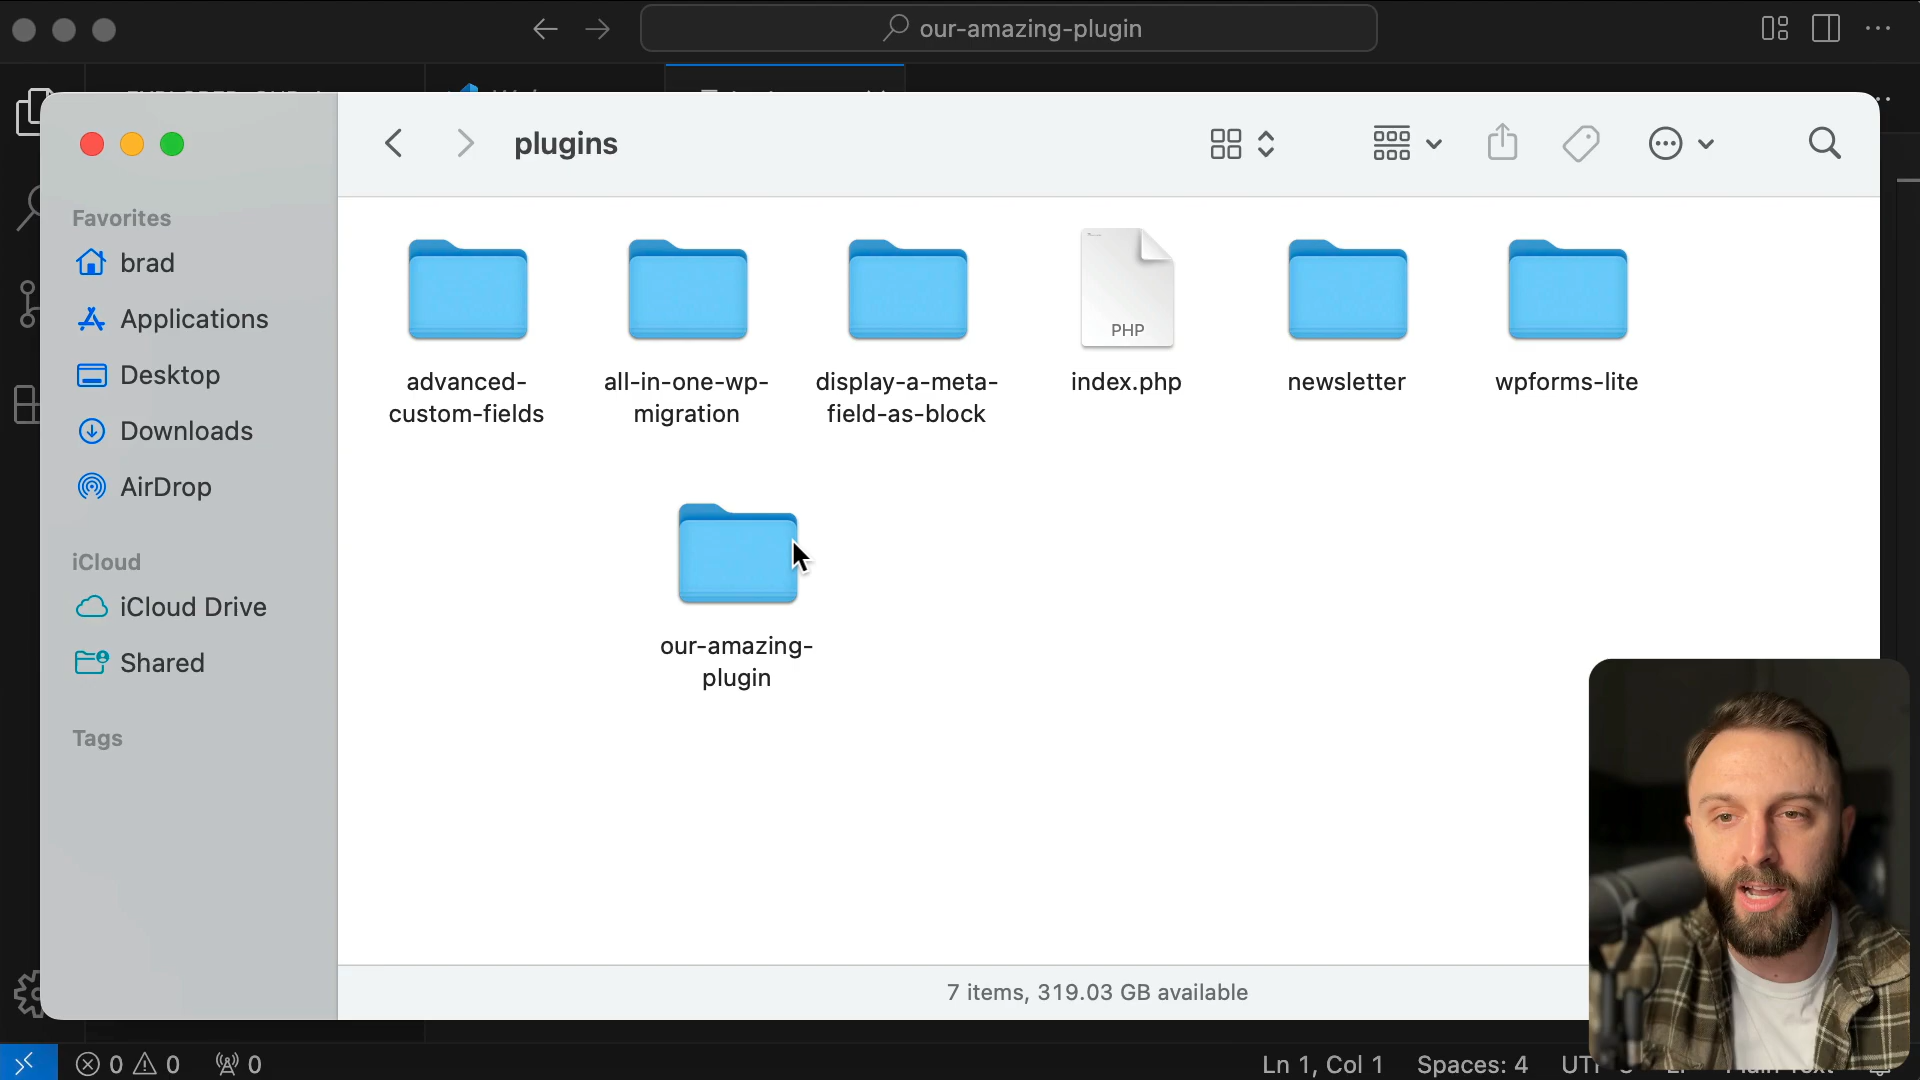 our-amazing-plugin
plugins
Favorites
brad
Applications
Desktop
Downloads
AirDrop
iCloud
iCloud Drive
Shared
Tags
advanced-
custom-fields
all-in-one-wp-
migration
display-a-meta-
field-as-block
PHP
index.php
newsletter
wpforms-lite
our-amazing-
plugin
7 items, 319.03 GB available
0 0 0
Ln 1, Col 1 Spaces: 4